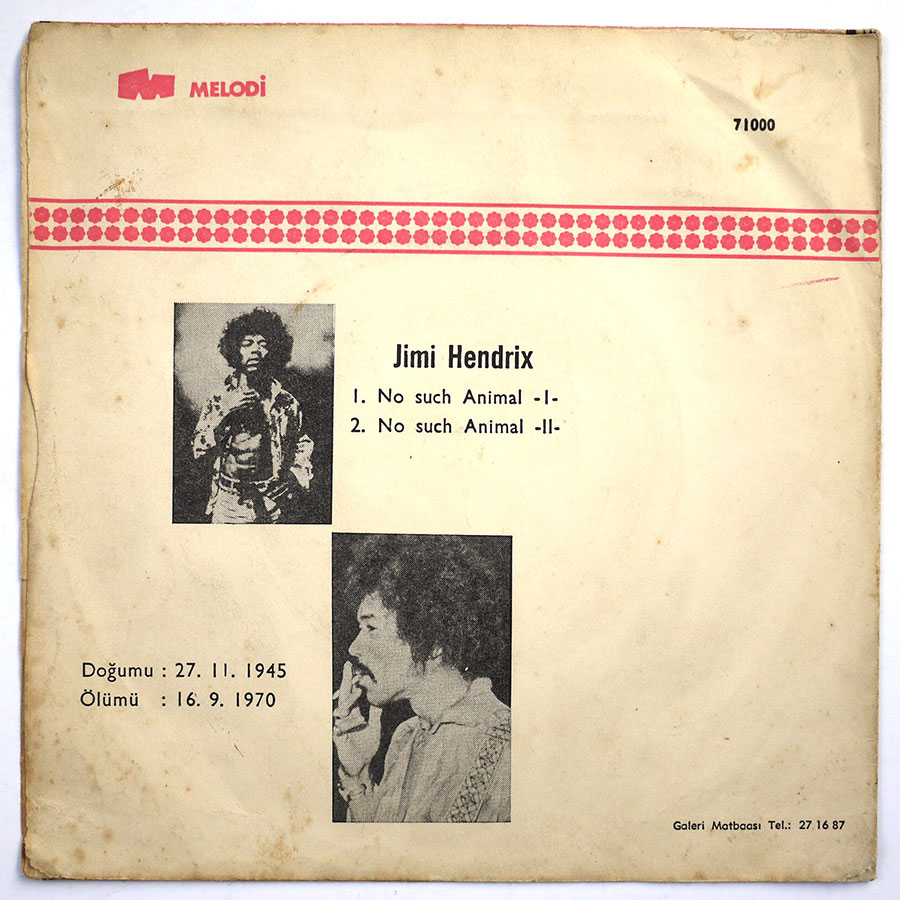 MELODİ
71000
Jimi Hendrix
1. No such Animal -I-
2. No such Animal -II-
Doğumu : 27. 11. 1945
Ölümü : 16. 9. 1970
Galeri Matbaası Tel.: 27 16 87